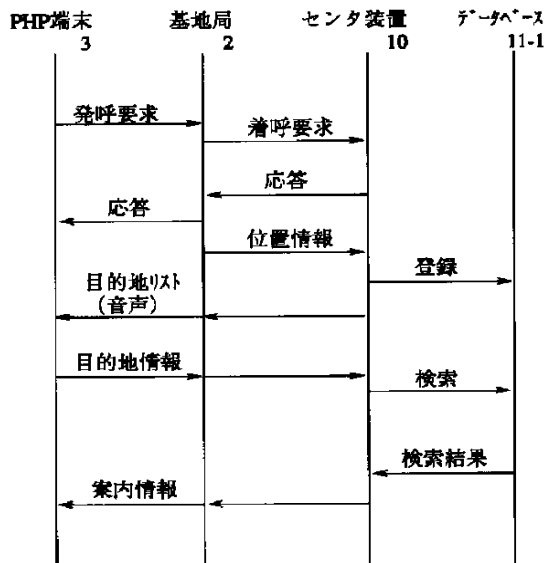 PHP端末 基地局 センタ装置 データベース
3 2 10 11-1
発呼要求
着呼要求
応答
応答
位置情報
登録
目的地リスト
(音声)
目的地情報
検索
検索結果
案内情報